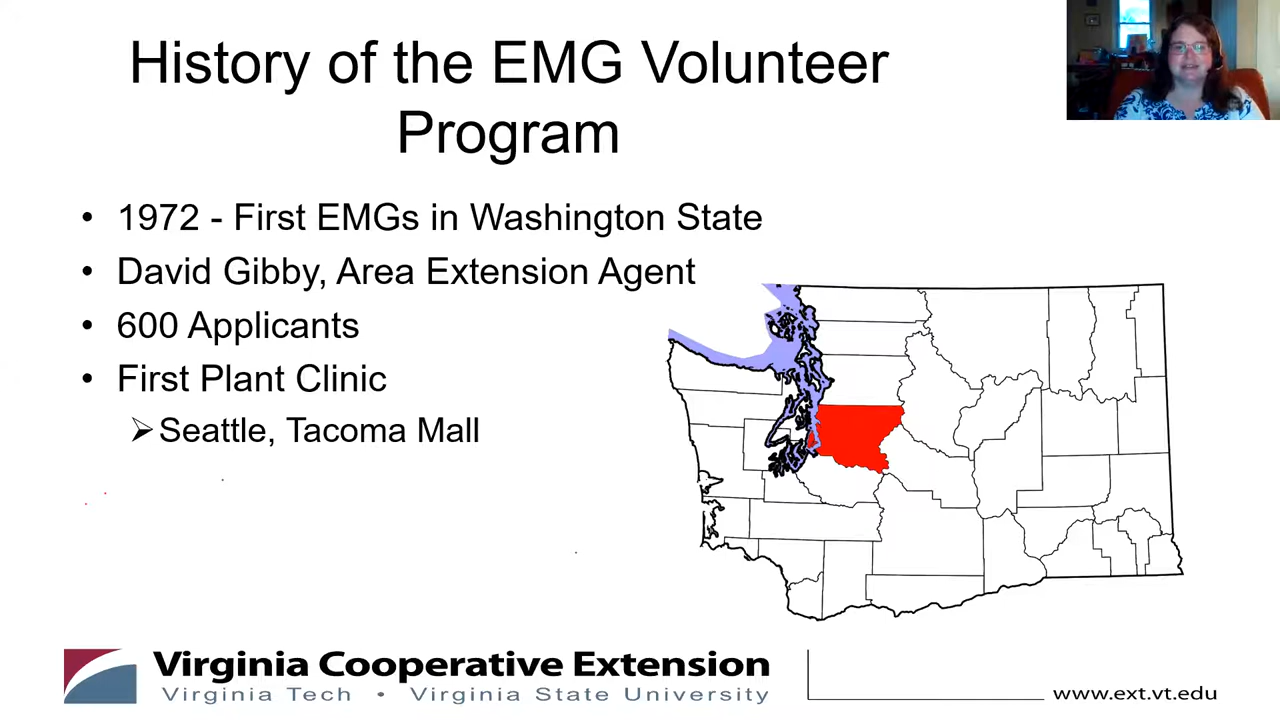 History of the EMG Volunteer
Program
• 1972 - First EMGs in Washington State
• David Gibby, Area Extension Agent
• 600 Applicants
• First Plant Clinic
➢Seattle, Tacoma Mall
Virginia Cooperative Extension
Virginia Tech • Virginia State University
www.ext.vt.edu